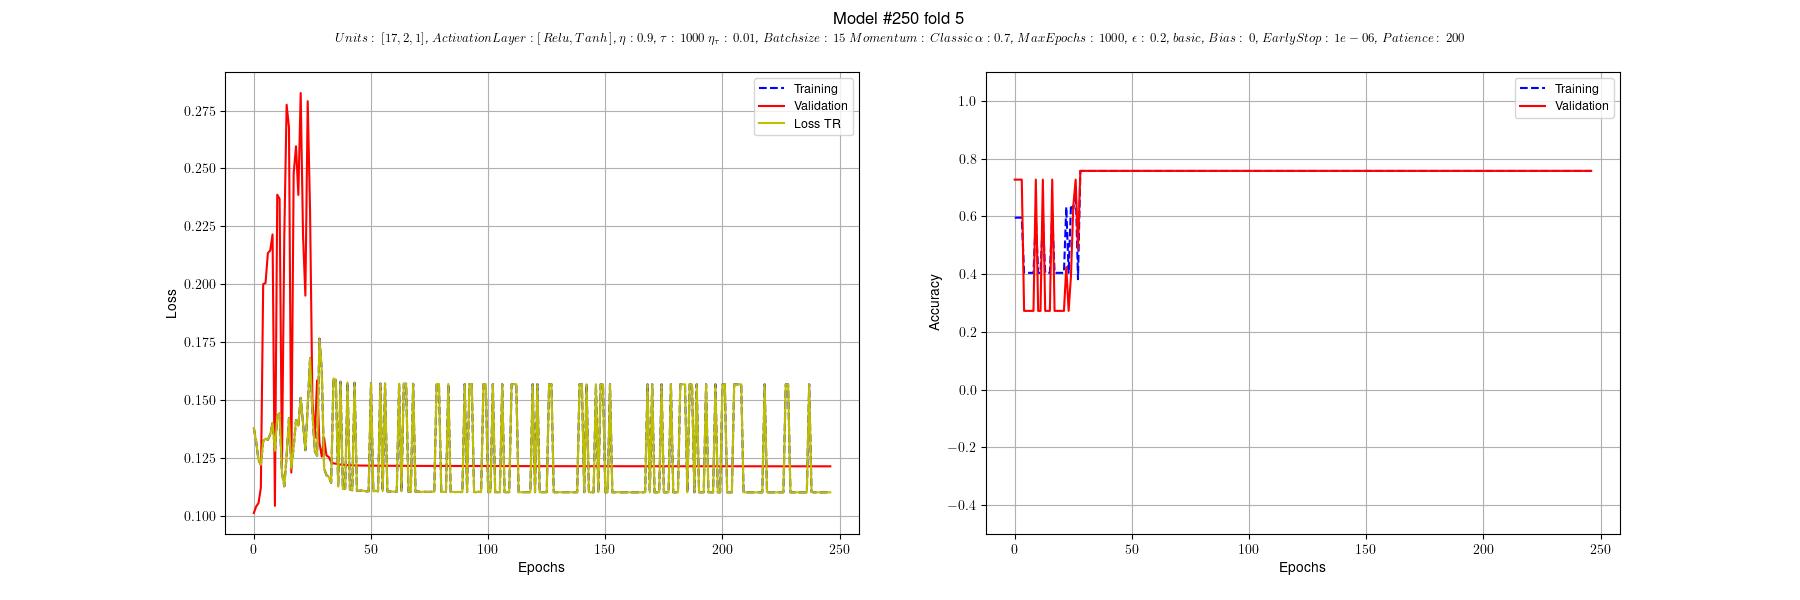 Model #250 fold 5
Units : [17, 2, 1], ActivationLayer : [Relu, Tanh], η : 0.9, τ : 1000 η_τ : 0.01, Batchsize : 15 Momentum : Classic α : 0.7, MaxEpochs : 1000, ϵ : 0.2, basic, Bias : 0, EarlyStop : 1e − 06, Patience : 200
Loss
0.275
0.250
0.225
0.200
0.175
0.150
0.125
0.100
0 50 100 150 200 250
Epochs
Training
Validation
Loss TR
Accuracy
1.0
0.8
0.6
0.4
0.2
0.0
−0.2
−0.4
0 50 100 150 200 250
Epochs
Training
Validation